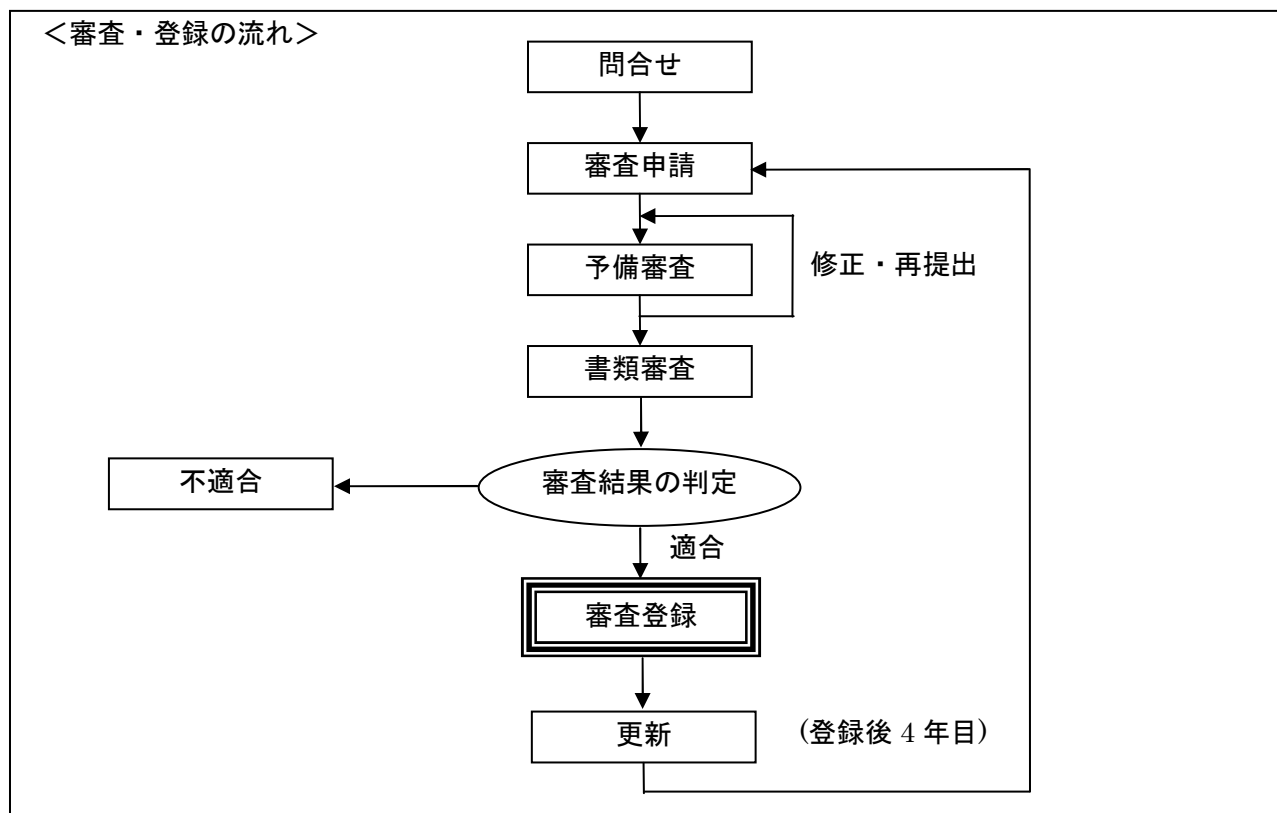 ＜審査・登録の流れ＞
問合せ
審査申請
予備審査
修正・再提出
書類審査
不適合
審査結果の判定
適合
審査登録
更新
(登録後 4 年目)